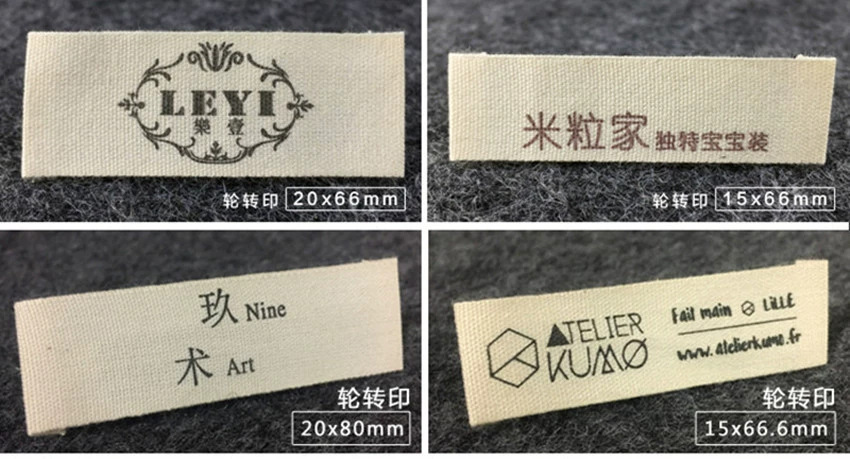 LEYI
樂壹
轮转印 20x66mm
米粒家 独特宝宝装
轮转印 15x66mm
玖 Nine
术 Art
轮转印
20x80mm
ATELIER
KUMO
Fail main LiLLE
www.atelierkumo.fr
轮转印
15x66.6mm